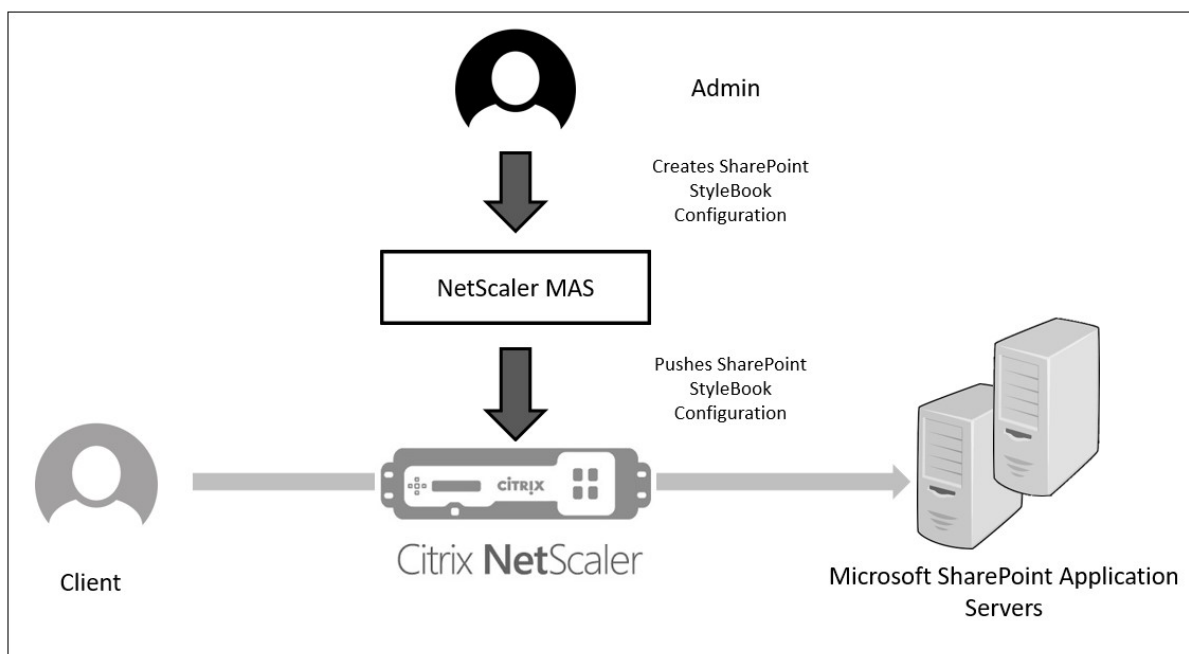 Admin
Creates SharePoint
StyleBook
Configuration
NetScaler MAS
Pushes SharePoint
StyleBook
Configuration
CITRIX
Citrix NetScaler
Client
Microsoft SharePoint Application
Servers